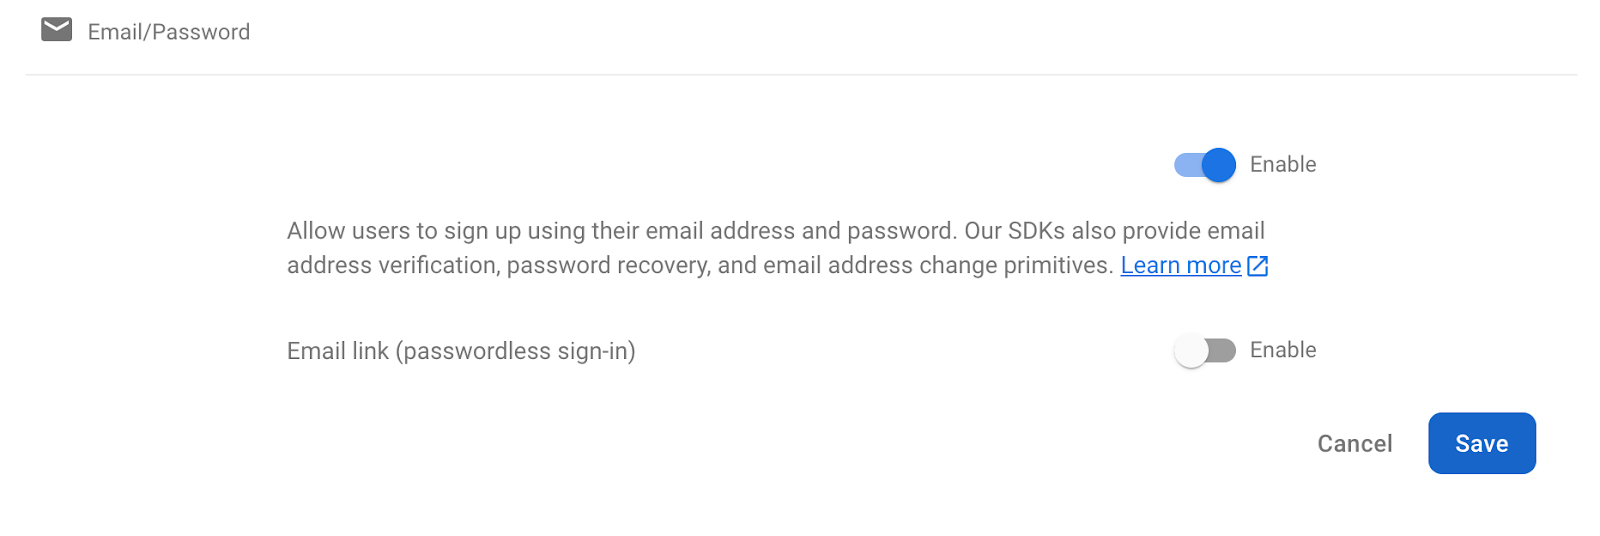 Email/Password
Enable
Allow users to sign up using their email address and password. Our SDKs also provide email
address verification, password recovery, and email address change primitives. Learn more
Email link (passwordless sign-in)
Enable
Cancel
Save